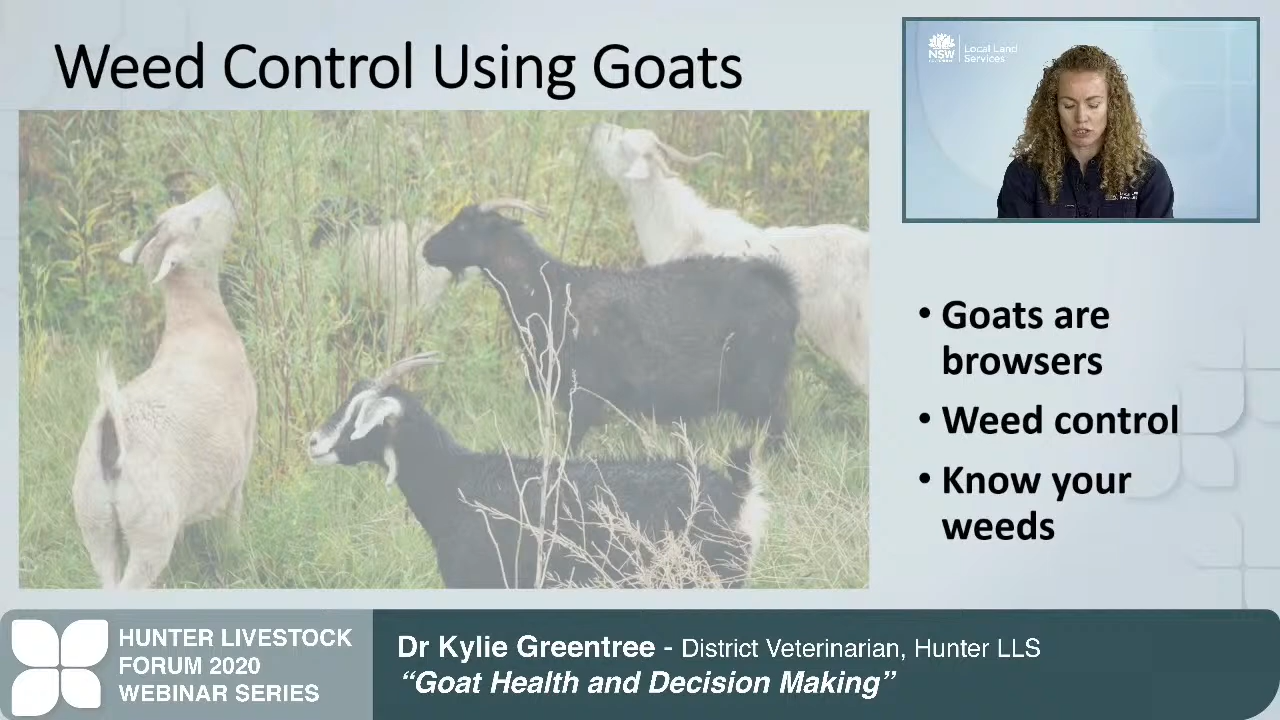 Weed Control Using Goats
NSW
Local Land
Services
• Goats are
browsers
• Weed control
• Know your
weeds
HUNTER LIVESTOCK
FORUM 2020
WEBINAR SERIES
Dr Kylie Greentree - District Veterinarian, Hunter LLS
“Goat Health and Decision Making”